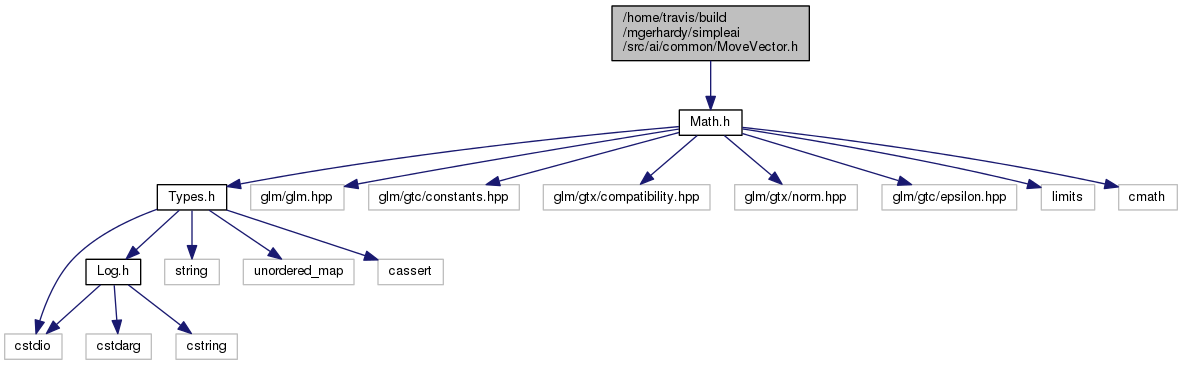 /home/travis/build
/mgerhardy/simpleai
/src/ai/common/MoveVector.h
Math.h
Types.h
glm/glm.hpp
glm/gtc/constants.hpp
glm/gtx/compatibility.hpp
glm/gtx/norm.hpp
glm/gtc/epsilon.hpp
limits
cmath
Log.h
string
unordered_map
cassert
cstdio
cstdarg
cstring